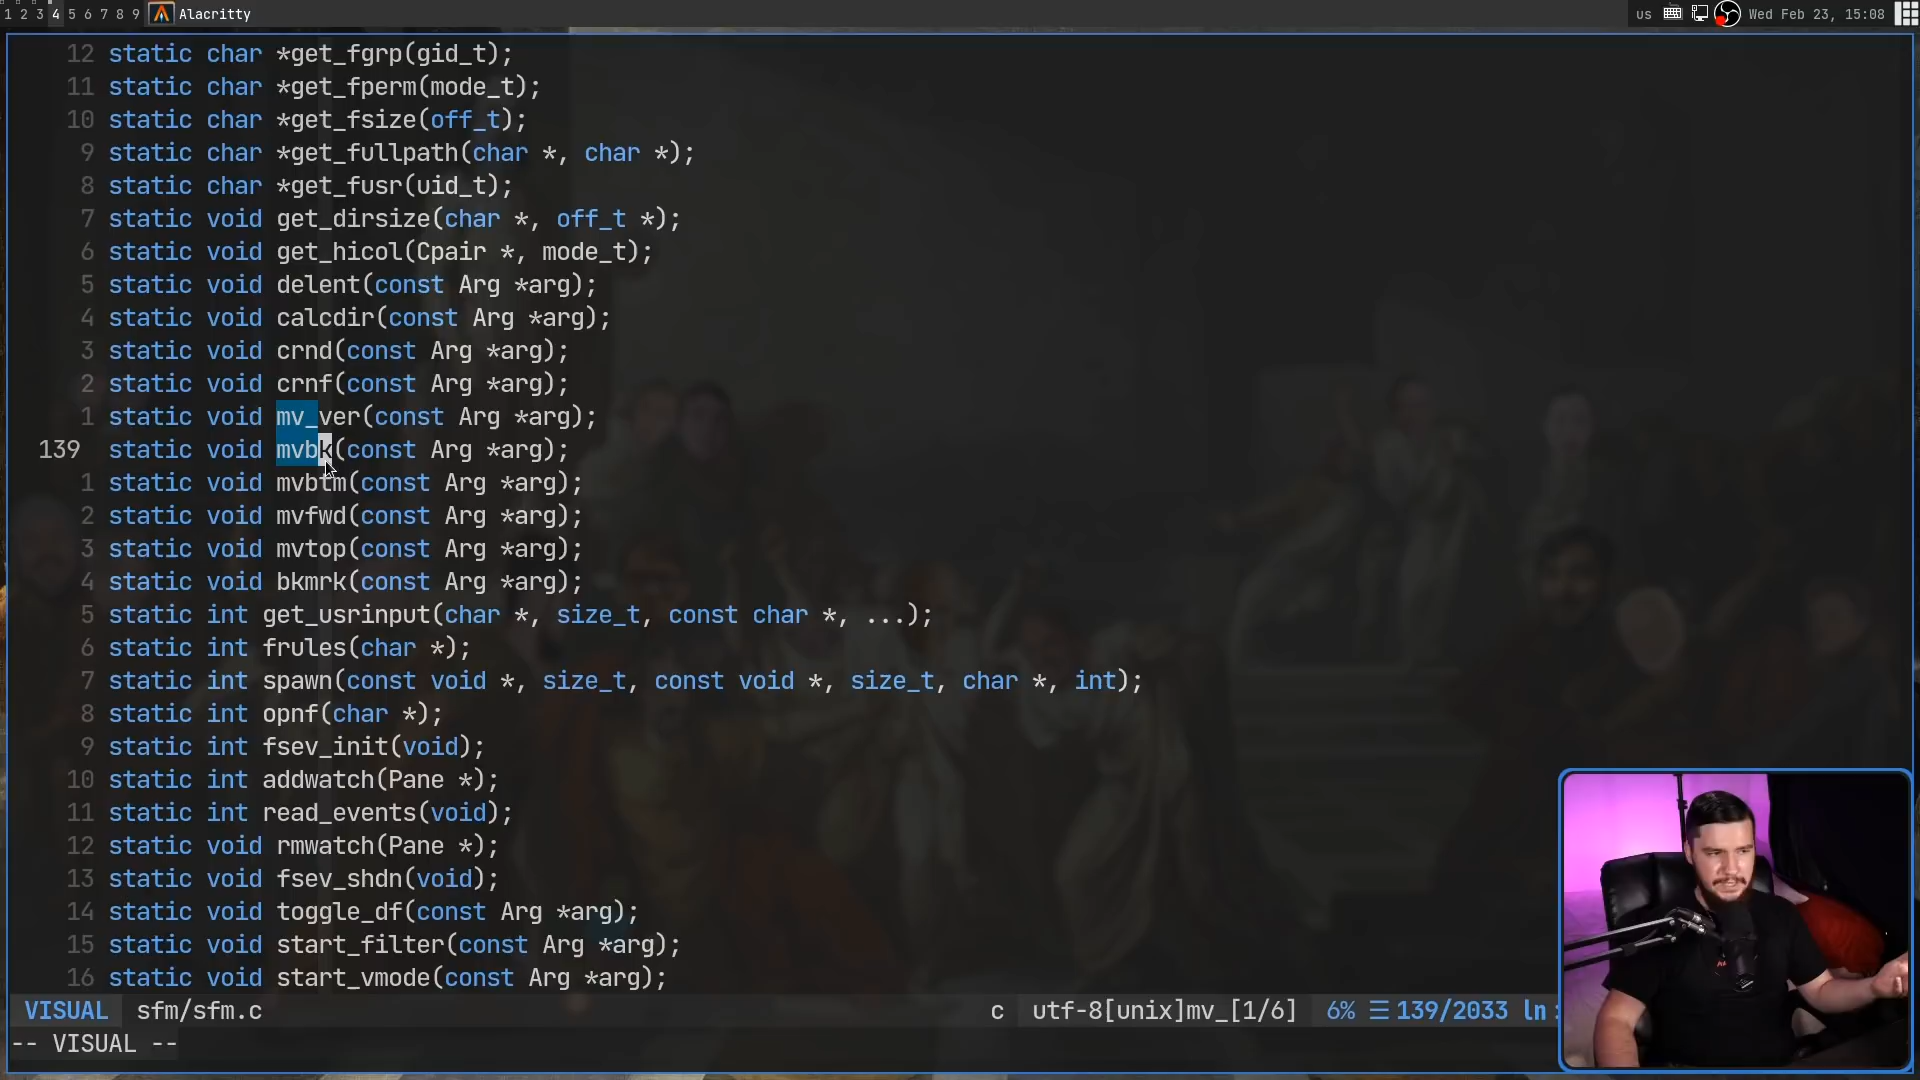 1 2 3 4 5 6 7 8 9 Alacritty us Wed Feb 23, 15:08
12 static char *get_fgrp(gid_t);
11 static char *get_fperm(mode_t);
10 static char *get_fsize(off_t);
9 static char *get_fullpath(char *, char *);
8 static char *get_fusr(uid_t);
7 static void get_dirsize(char *, off_t *);
6 static void get_hicol(Cpair *, mode_t);
5 static void delent(const Arg *arg);
4 static void calcdir(const Arg *arg);
3 static void crnd(const Arg *arg);
2 static void crnf(const Arg *arg);
1 static void mv_ver(const Arg *arg);
139 static void mvbk(const Arg *arg);
1 static void mvbtm(const Arg *arg);
2 static void mvfwd(const Arg *arg);
3 static void mvtop(const Arg *arg);
4 static void bkmrk(const Arg *arg);
5 static int get_usrinput(char *, size_t, const char *, ...);
6 static int frules(char *);
7 static int spawn(const void *, size_t, const void *, size_t, char *, int);
8 static int opnf(char *);
9 static int fsev_init(void);
10 static int addwatch(Pane *);
11 static int read_events(void);
12 static void rmwatch(Pane *);
13 static void fsev_shdn(void);
14 static void toggle_df(const Arg *arg);
15 static void start_filter(const Arg *arg);
16 static void start_vmode(const Arg *arg);
VISUAL sfm/sfm.c c utf-8[unix]mv_[1/6] 6% ☰ 139/2033 ln :
-- VISUAL --